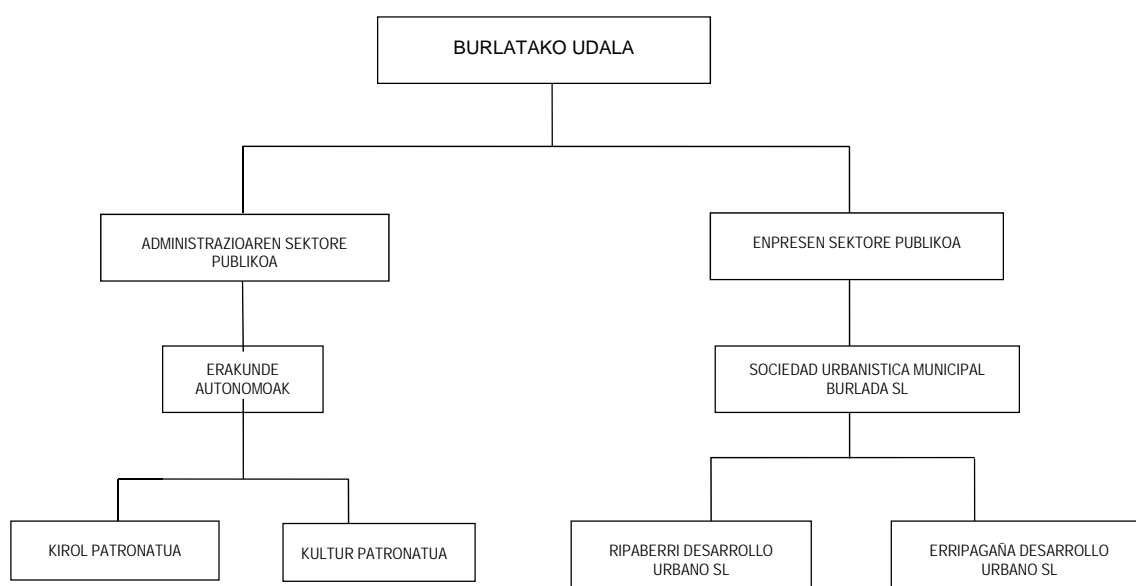 BURLATAKO UDALA
ADMINISTRAZIOAREN SEKTORE
PUBLIKOA
ENPRESEN SEKTORE PUBLIKOA
ERAKUNDE
AUTONOMOAK
SOCIEDAD URBANISTICA MUNICIPAL
BURLADA SL
KIROL PATRONATUA
KULTUR PATRONATUA
RIPABERRI DESARROLLO
URBANO SL
ERRIPAGAÑA DESARROLLO
URBANO SL